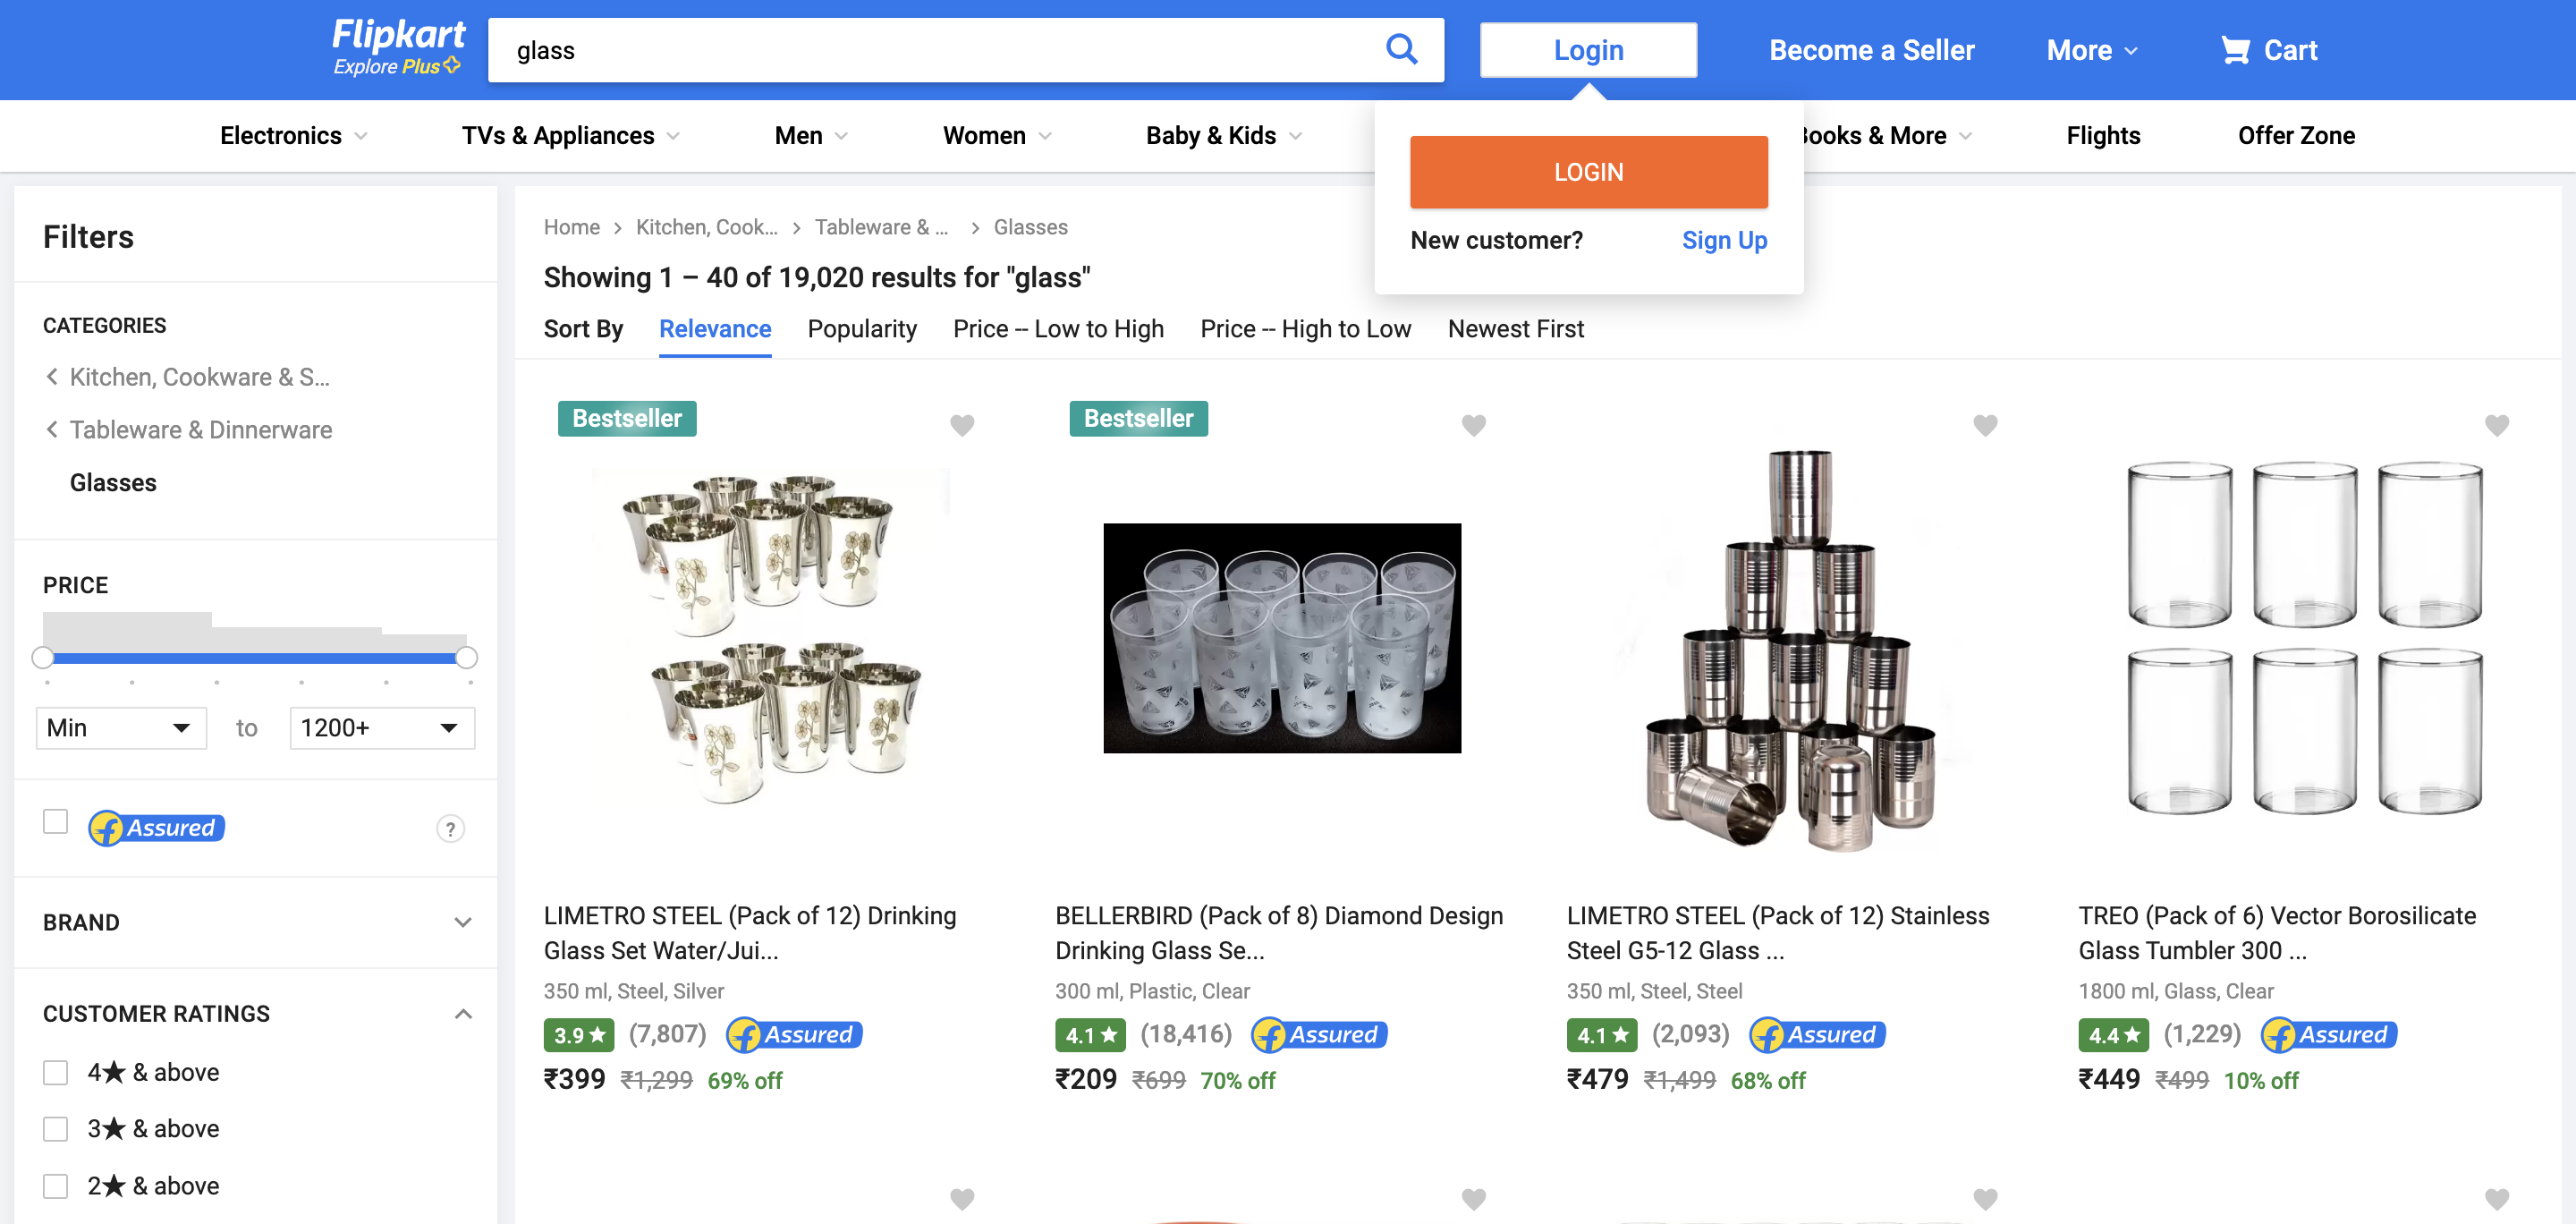 Flipkart
Explore Plus
glass
Login
Become a Seller
More
Cart
Electronics
TVs & Appliances
Men
Women
Baby & Kids
Books & More
Flights
Offer Zone
LOGIN
New customer?
Sign Up
Filters
CATEGORIES
Kitchen, Cookware & S...
Tableware & Dinnerware
Glasses
PRICE
Min
to
1200+
Assured
?
BRAND
CUSTOMER RATINGS
4★ & above
3★ & above
2★ & above
Home > Kitchen, Cook... > Tableware & ... > Glasses
Showing 1 – 40 of 19,020 results for "glass"
Sort By
Relevance
Popularity
Price -- Low to High
Price -- High to Low
Newest First
Bestseller
LIMETRO STEEL (Pack of 12) Drinking
Glass Set Water/Jui...
350 ml, Steel, Silver
3.9★ (7,807) Assured
₹399 ₹1,299 69% off
Bestseller
BELLERBIRD (Pack of 8) Diamond Design
Drinking Glass Se...
300 ml, Plastic, Clear
4.1★ (18,416) Assured
₹209 ₹699 70% off
LIMETRO STEEL (Pack of 12) Stainless
Steel G5-12 Glass ...
350 ml, Steel, Steel
4.1★ (2,093) Assured
₹479 ₹1,499 68% off
TREO (Pack of 6) Vector Borosilicate
Glass Tumbler 300 ...
1800 ml, Glass, Clear
4.4★ (1,229) Assured
₹449 ₹499 10% off